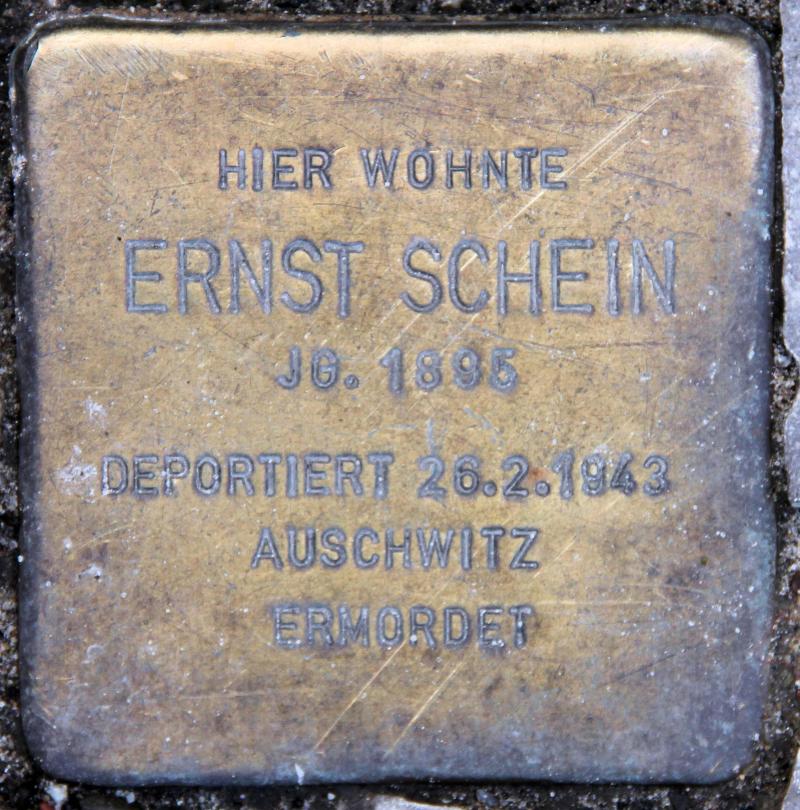 HIER WOHNTE
ERNST SCHEIN
JG. 1895
DEPORTIERT 26.2.1943
AUSCHWITZ
ERMORDET